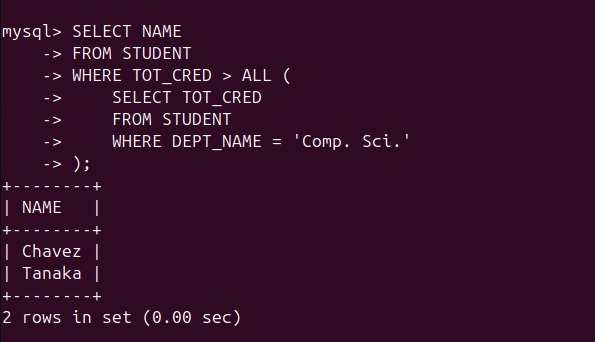 mysql> SELECT NAME
    -> FROM STUDENT
    -> WHERE TOT_CRED > ALL (
    ->     SELECT TOT_CRED
    ->     FROM STUDENT
    ->     WHERE DEPT_NAME = 'Comp. Sci.'
    -> );
+--------+
| NAME   |
+--------+
| Chavez |
| Tanaka |
+--------+
2 rows in set (0.00 sec)